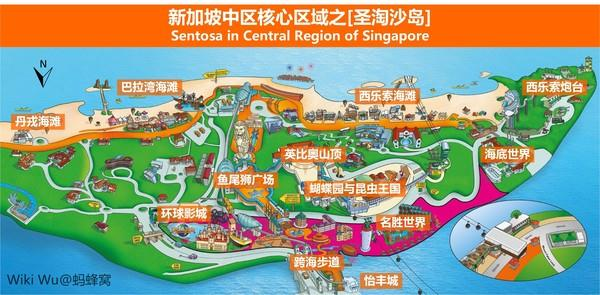 新加坡中区核心区域之[圣淘沙岛]
Sentosa in Central Region of Singapore
N
巴拉湾海滩
西乐索海滩
西乐索炮台
丹戎海滩
英比奥山顶
海底世界
鱼尾狮广场
蝴蝶园与昆虫王国
环球影城
名胜世界
跨海步道
怡丰城
Wiki Wu@蚂蜂窝